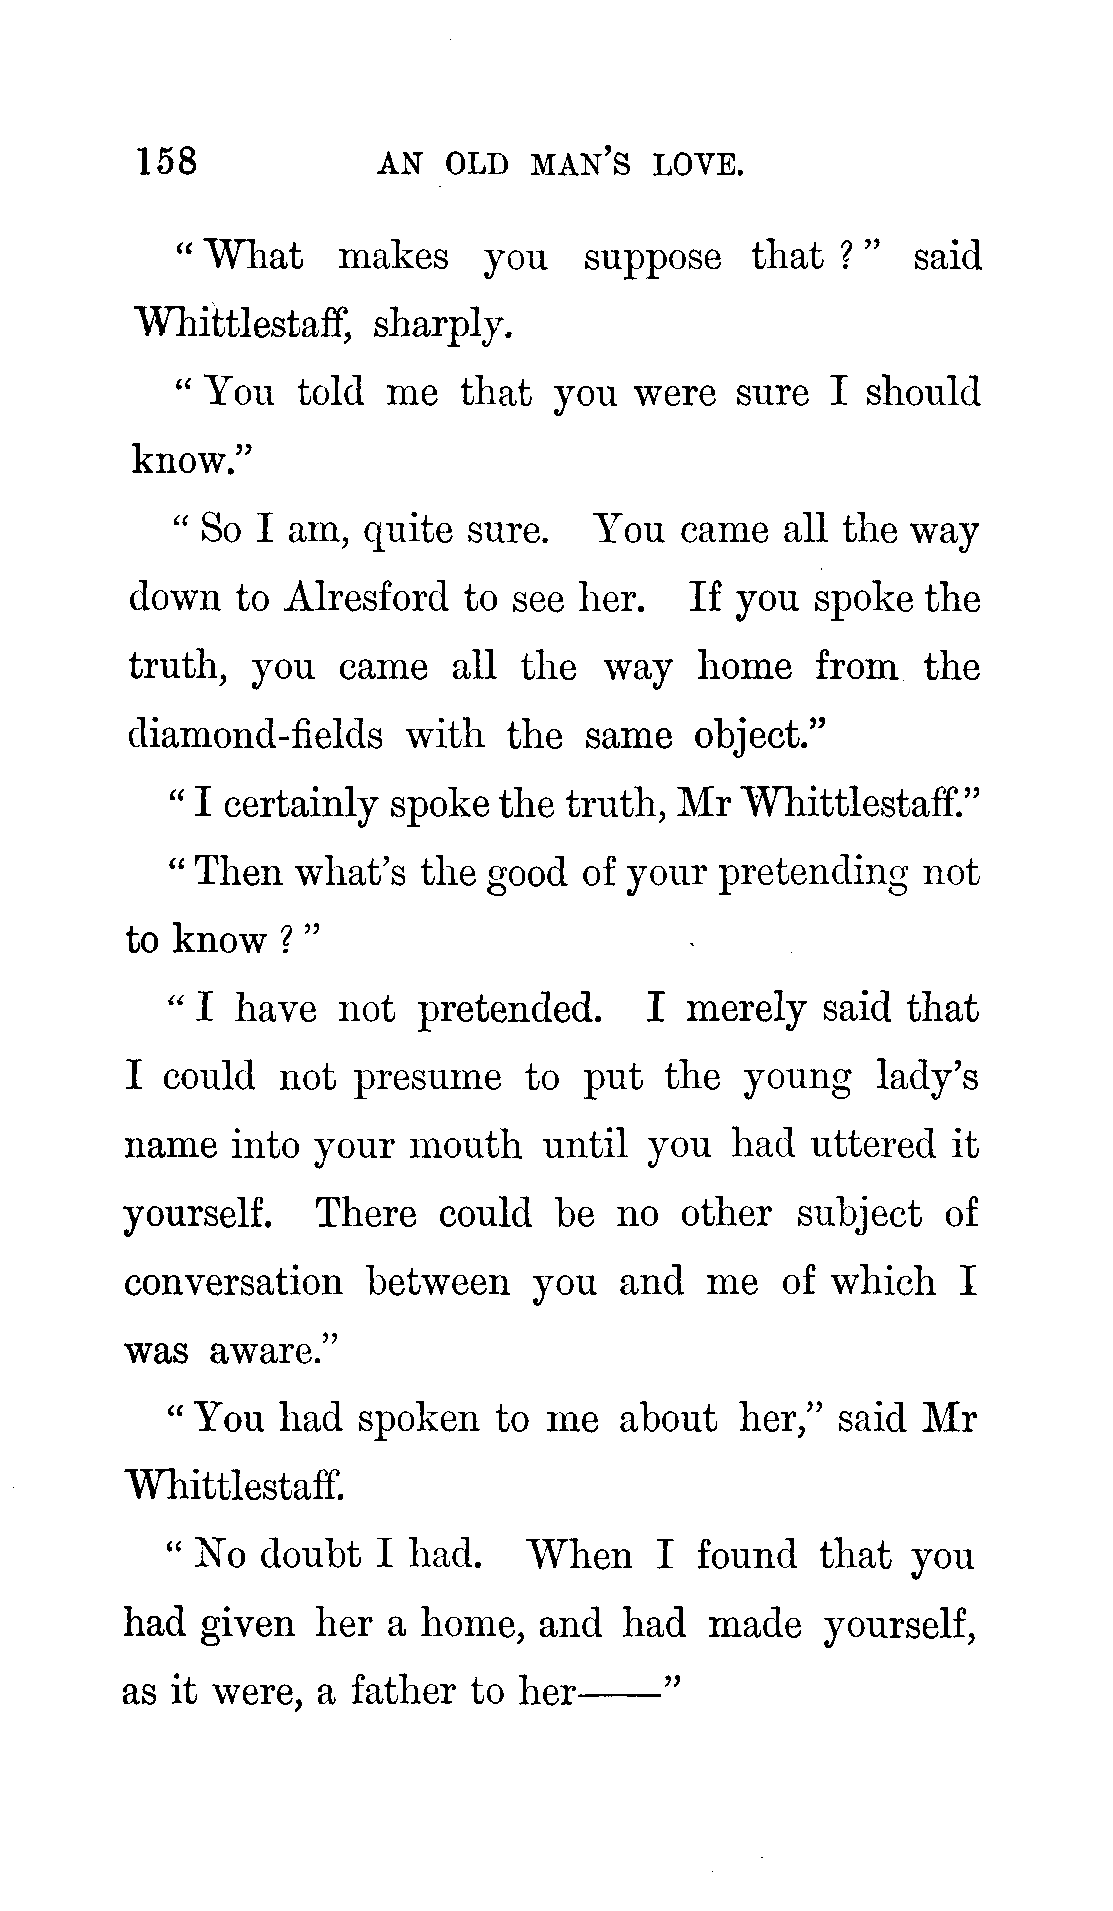 158 AN OLD MAN'S LOVE.
“ What makes you suppose that ? ” said
Whittlestaff, sharply.
“ You told me that you were sure I should
know.”
“ So I am, quite sure. You came all the way
down to Alresford to see her. If you spoke the
truth, you came all the way home from the
diamond-fields with the same object.”
“ I certainly spoke the truth, Mr Whittlestaff.”
“ Then what's the good of your pretending not
to know ? ”
“ I have not pretended. I merely said that
I could not presume to put the young lady's
name into your mouth until you had uttered it
yourself. There could be no other subject of
conversation between you and me of which I
was aware.”
“ You had spoken to me about her,” said Mr
Whittlestaff.
“ No doubt I had. When I found that you
had given her a home, and had made yourself,
as it were, a father to her——”